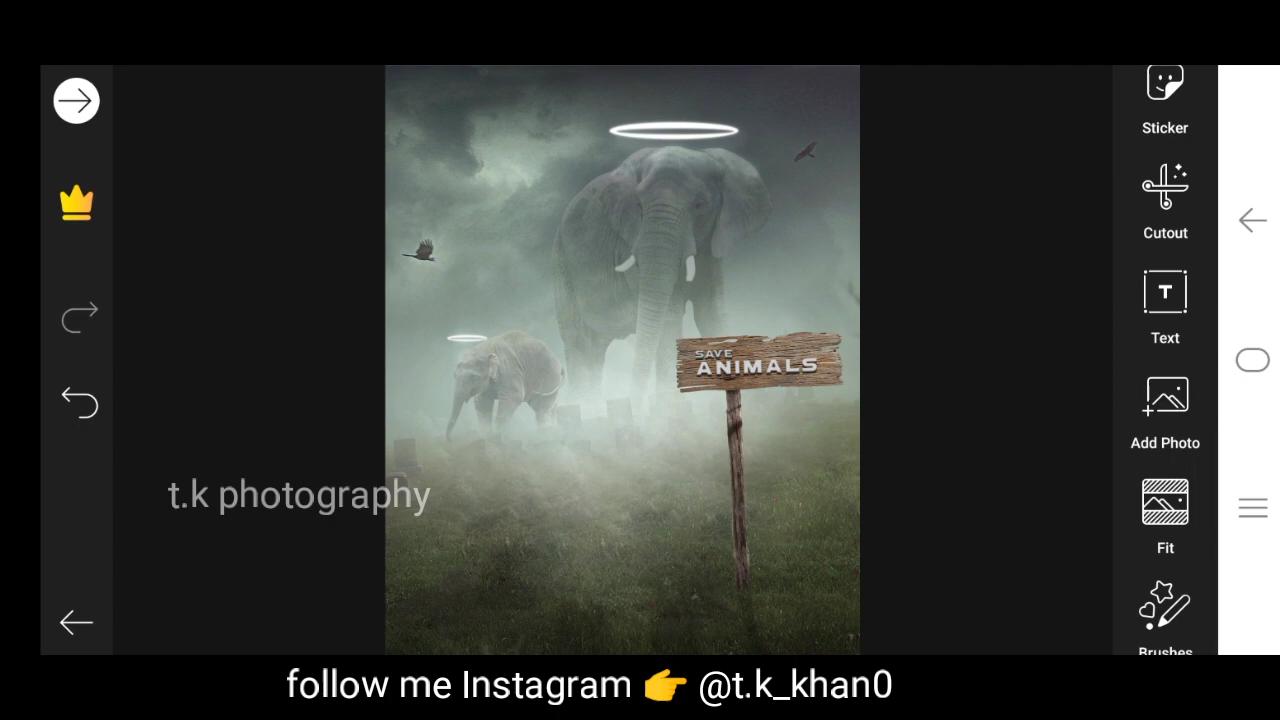 Sticker
Cutout
T
Text
SAVE
ANIMALS
Add Photo
t.k photography
Fit
Brushes
follow me Instagram 👉 @t.k_khan0